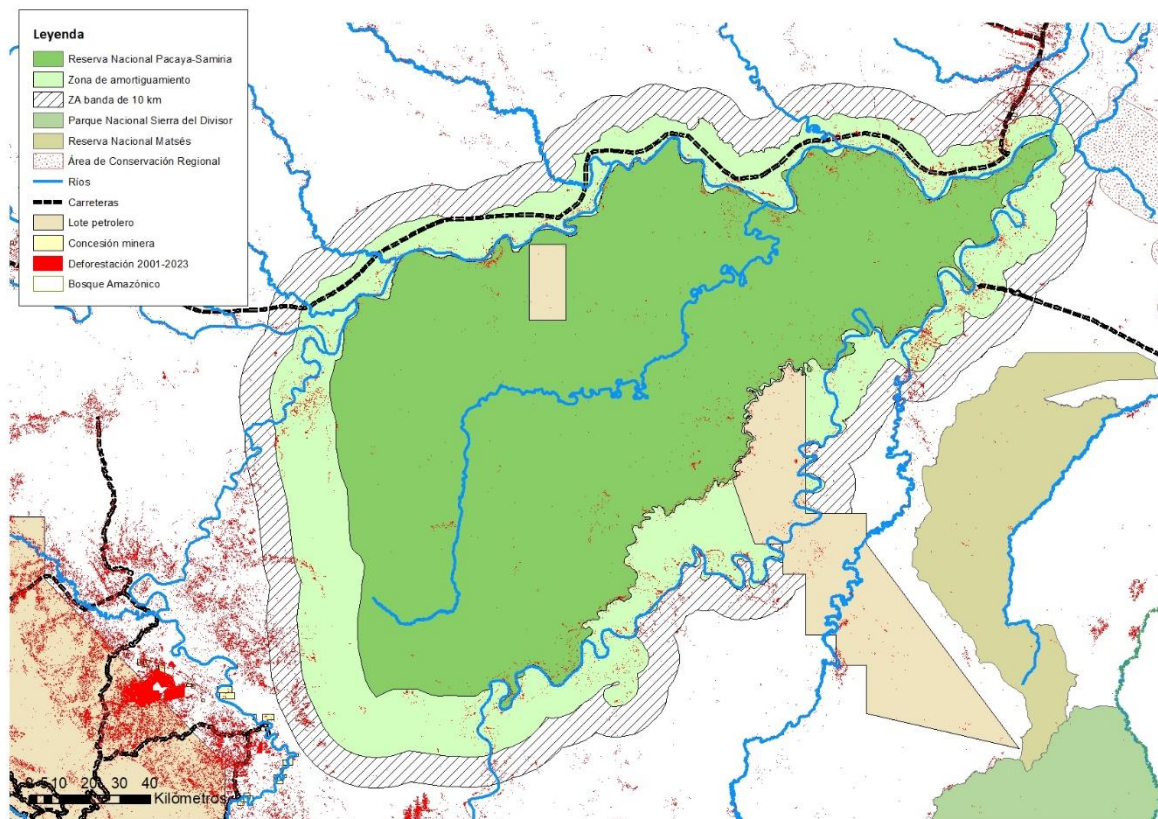 Leyenda
Reserva Nacional Pacaya-Samiria
Zona de amortiguamiento
ZA banda de 10 km
Parque Nacional Sierra del Divisor
Reserva Nacional Matsés
Área de Conservación Regional
Ríos
Carreteras
Lote petrolero
Concesión minera
Deforestación 2001-2023
Bosque Amazónico
0 5 10 20 30 40
Kilómetros